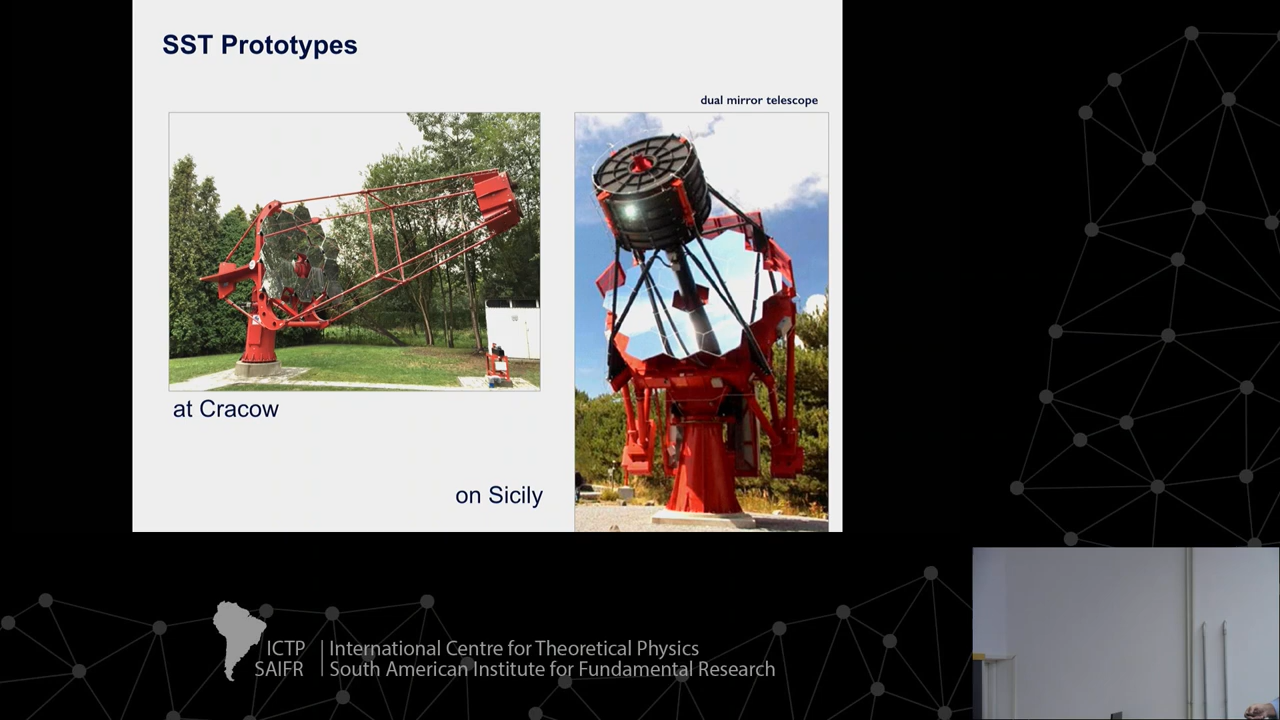 SST Prototypes
dual mirror telescope
at Cracow
on Sicily
ICTP | International Centre for Theoretical Physics
SAIFR | South American Institute for Fundamental Research